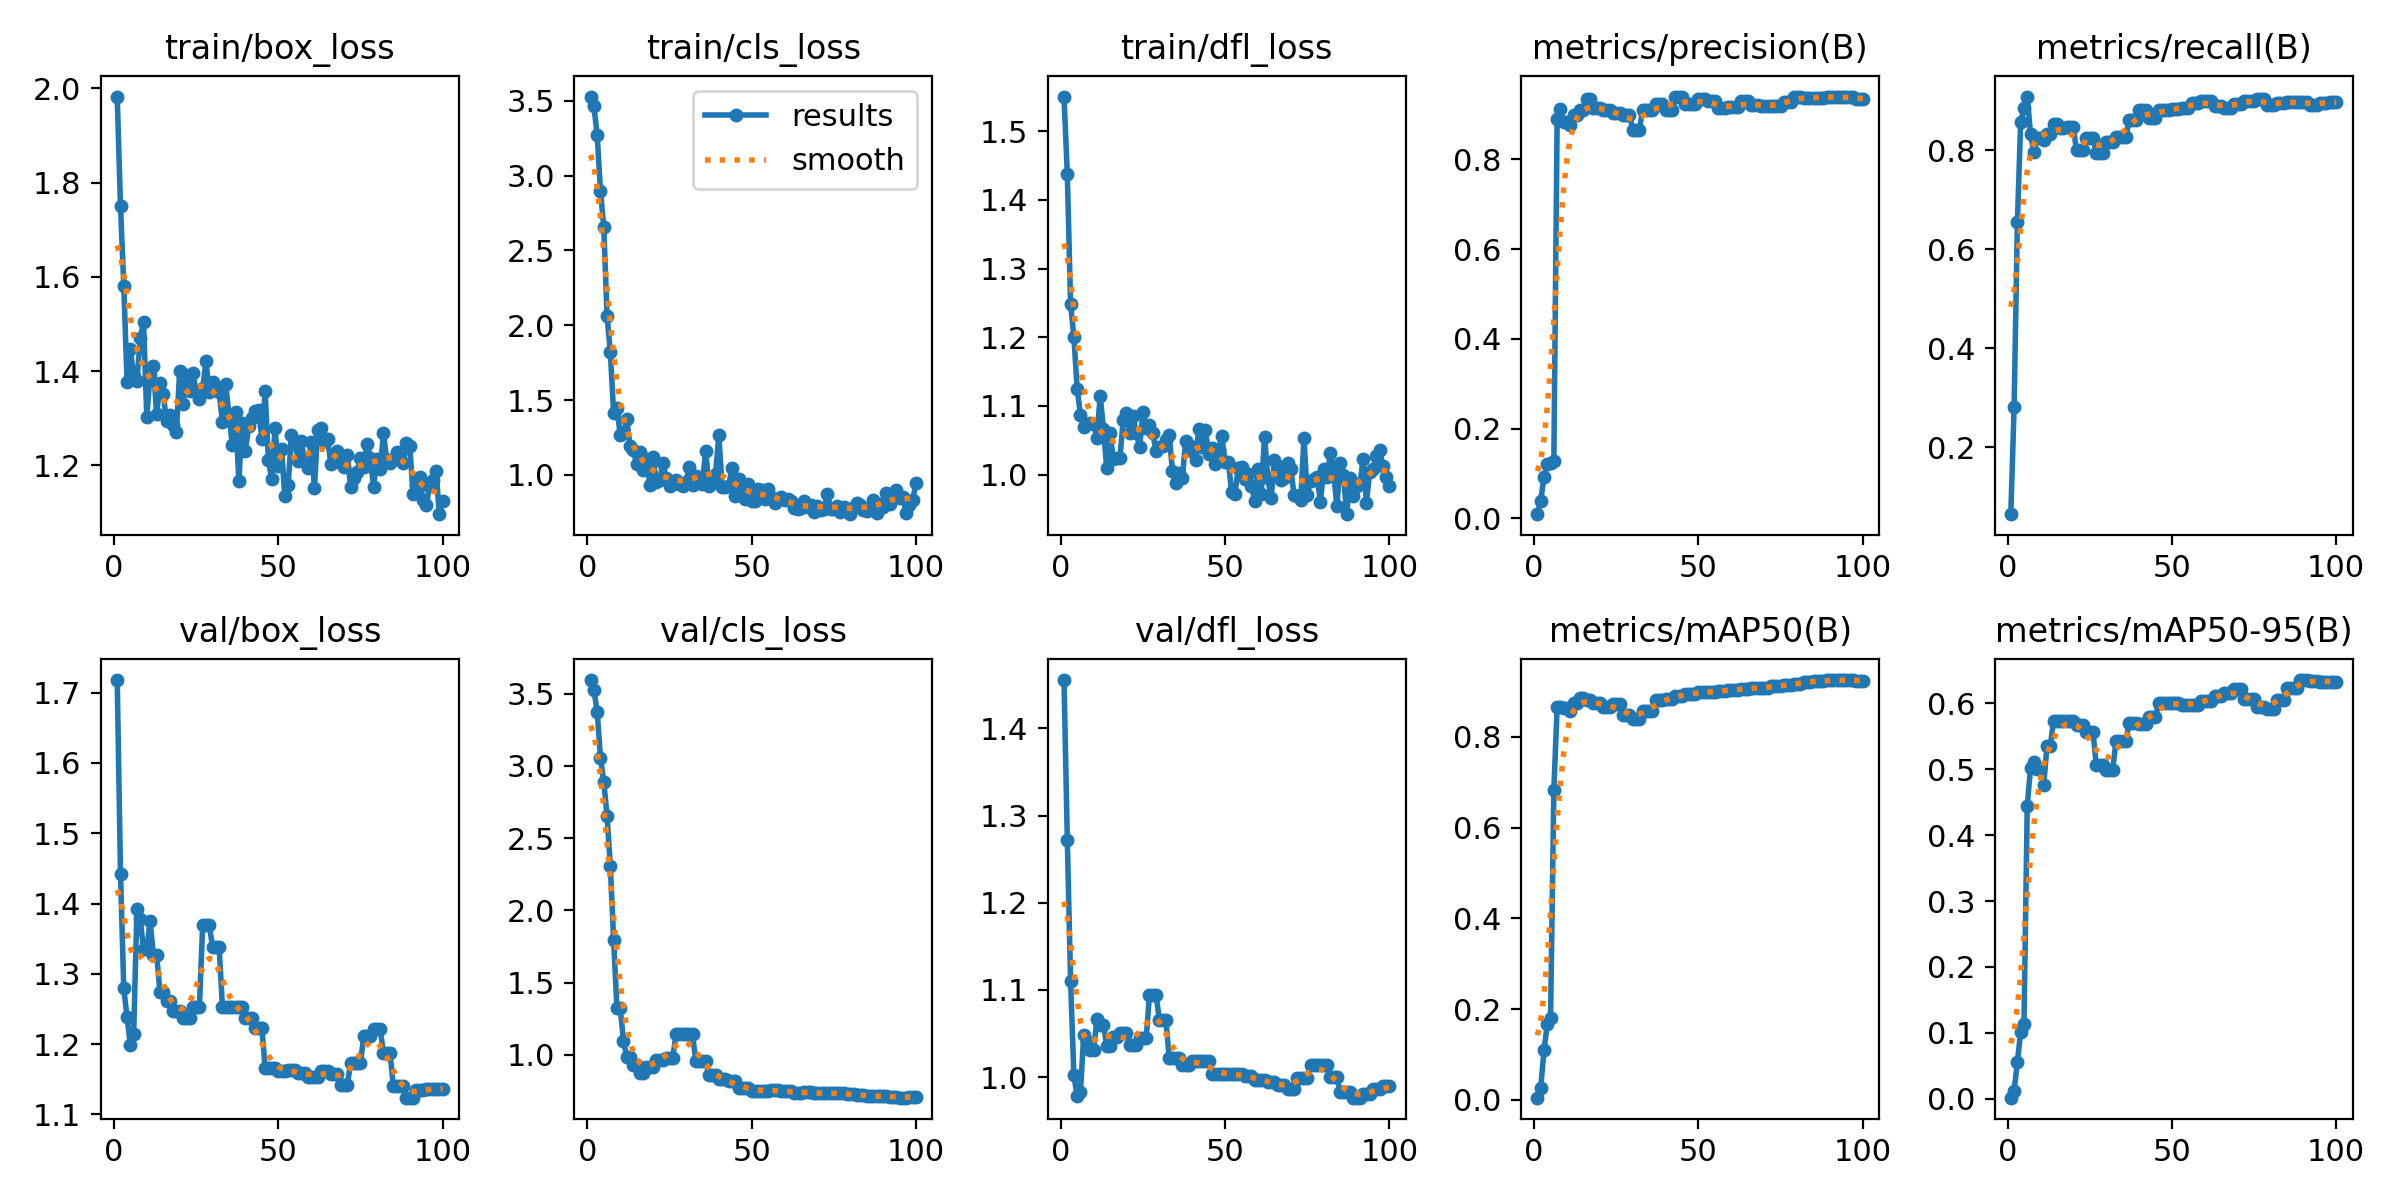 train/box_loss
2.0
1.8
1.6
1.4
1.2
0 50 100
train/cls_loss
results
smooth
3.5
3.0
2.5
2.0
1.5
1.0
0 50 100
train/dfl_loss
1.5
1.4
1.3
1.2
1.1
1.0
0 50 100
metrics/precision(B)
0.8
0.6
0.4
0.2
0.0
0 50 100
metrics/recall(B)
0.8
0.6
0.4
0.2
0 50 100
val/box_loss
1.7
1.6
1.5
1.4
1.3
1.2
1.1
0 50 100
val/cls_loss
3.5
3.0
2.5
2.0
1.5
1.0
0 50 100
val/dfl_loss
1.4
1.3
1.2
1.1
1.0
0 50 100
metrics/mAP50(B)
0.8
0.6
0.4
0.2
0.0
0 50 100
metrics/mAP50-95(B)
0.6
0.5
0.4
0.3
0.2
0.1
0.0
0 50 100